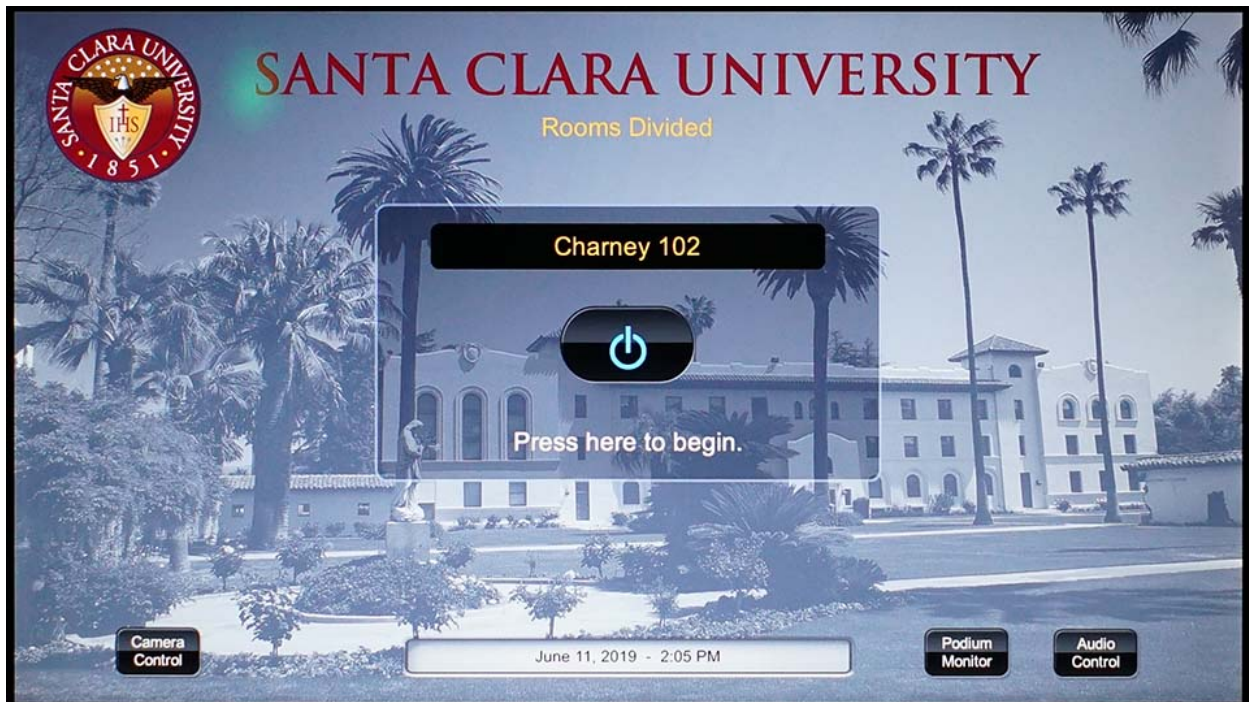 SANTA CLARA UNIVERSITY
SANTA CLARA UNIVERSITY
IHS
·1851·
Rooms Divided
Charney 102
Press here to begin.
Camera
Control
June 11, 2019 - 2:05 PM
Podium
Monitor
Audio
Control